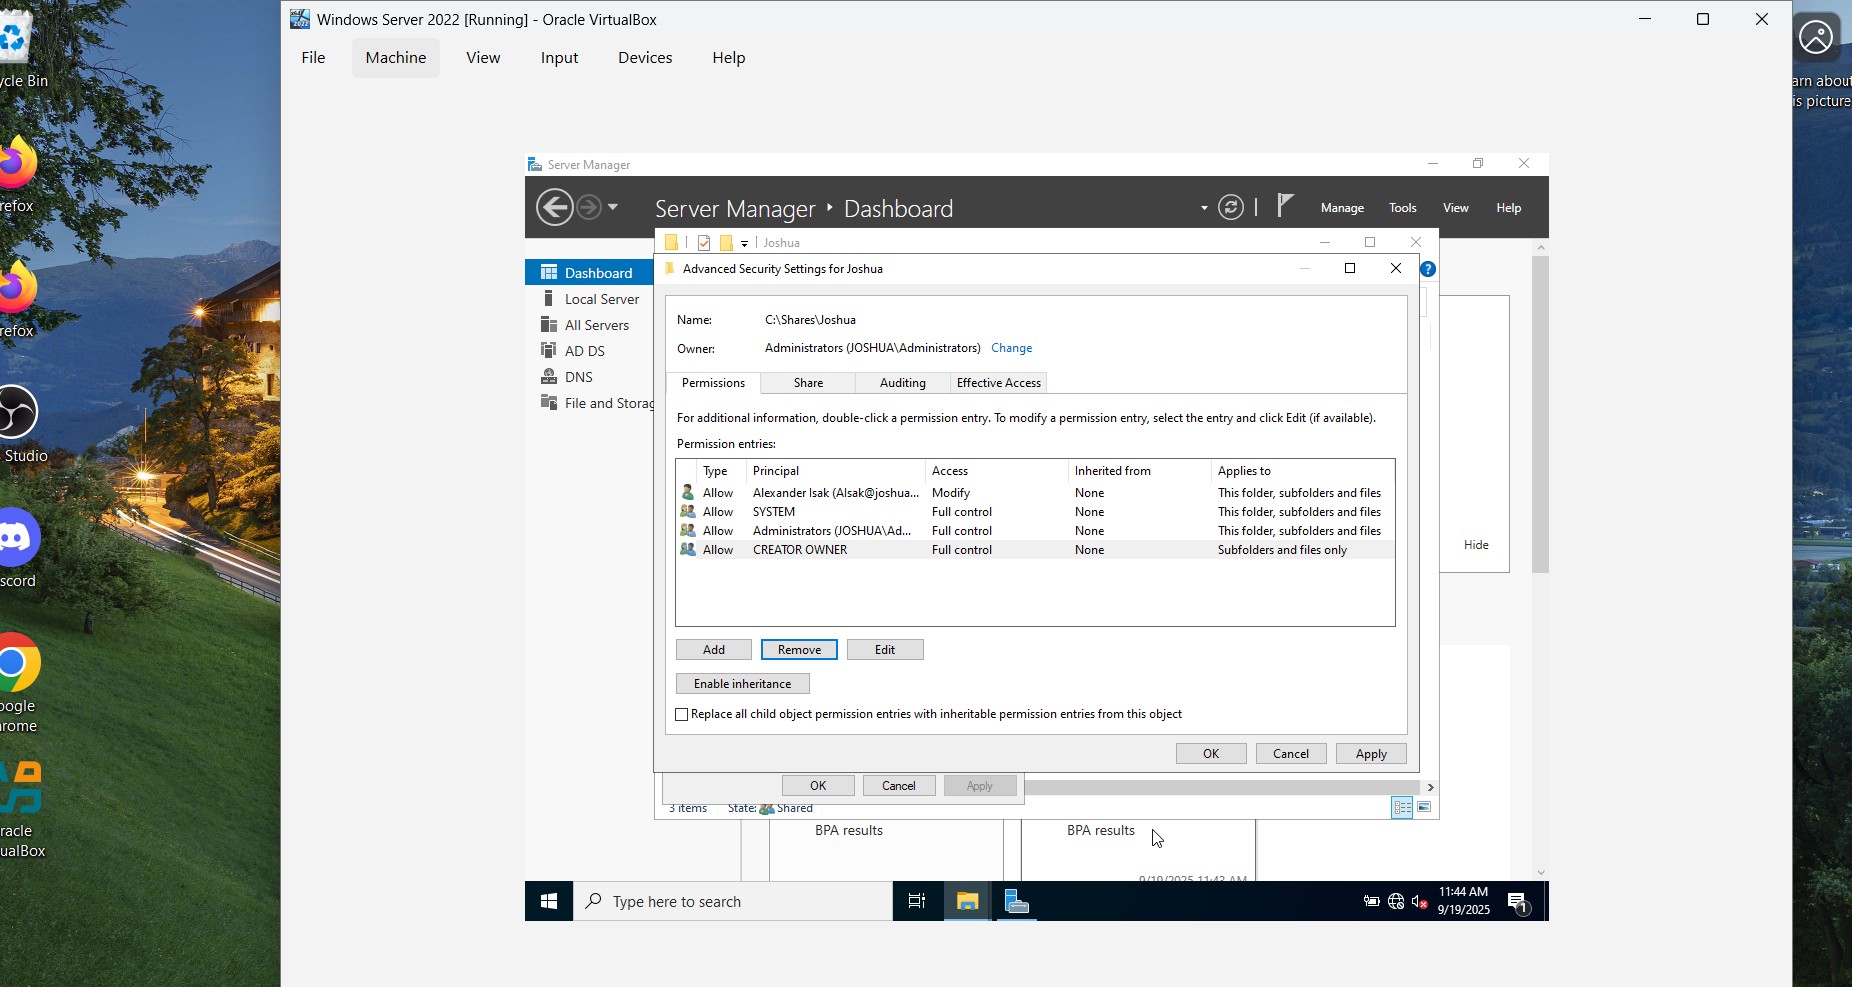 Windows Server 2022 [Running] - Oracle VirtualBox
File Machine View Input Devices Help
ycle Bin
arn about
is picture
refox
refox
Studio
scord
oogle
rome
racle
ualBox
Server Manager
Server Manager ‣ Dashboard
Manage Tools View Help
Dashboard
Local Server
All Servers
AD DS
DNS
File and Storag
Joshua
Advanced Security Settings for Joshua
Name: C:\Shares\Joshua
Owner: Administrators (JOSHUA\Administrators) Change
Permissions Share Auditing Effective Access
For additional information, double-click a permission entry. To modify a permission entry, select the entry and click Edit (if available).
Permission entries:
Type Principal Access Inherited from Applies to
Allow Alexander Isak (AIsak@joshua... Modify None This folder, subfolders and files
Allow SYSTEM Full control None This folder, subfolders and files
Allow Administrators (JOSHUA\Ad... Full control None This folder, subfolders and files
Allow CREATOR OWNER Full control None Subfolders and files only
Hide
Add Remove Edit
Enable inheritance
Replace all child object permission entries with inheritable permission entries from this object
OK Cancel Apply
OK Cancel Apply
3 items State: Shared
BPA results BPA results
9/19/2025 11:43 AM
Type here to search
11:44 AM
9/19/2025
1